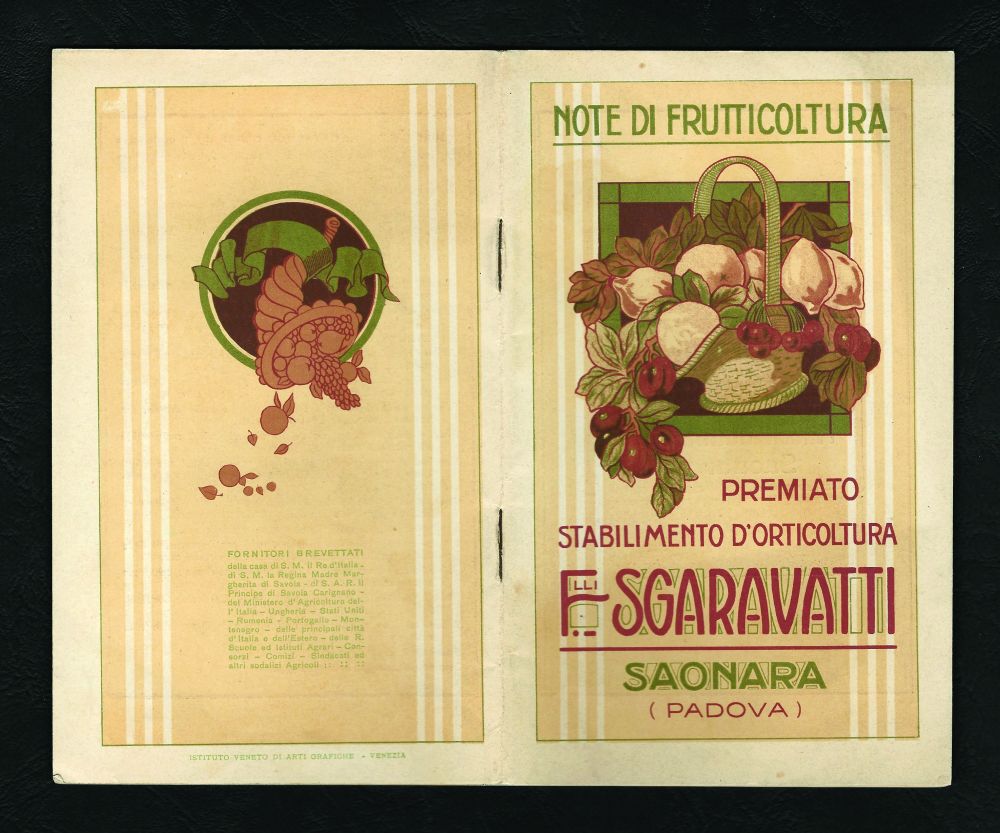 FORNITORI BREVETTATI
della casa di S. M. il Re d'Italia -
di S. M. la Regina Madre Mar-
gherita di Savoia - di S. A. R. il
Principe di Savoia Carignano -
del Ministero d'Agricoltura del-
l'Italia - Ungheria - Stati Uniti
- Rumenia - Portogallo - Mon-
tenegro - delle principali città
d'Italia e dell'Estero - delle R.
Scuole ed Istituti Agrari - Con-
sorzi - Comizi - Sindacati ed
altri sodalizi Agricoli :: :: ::
ISTITUTO VENETO DI ARTI GRAFICHE - VENEZIA
NOTE DI FRUTTICOLTURA
PREMIATO
STABILIMENTO D'ORTICOLTURA
F.LLI SGARAVATTI
SAONARA
(PADOVA)